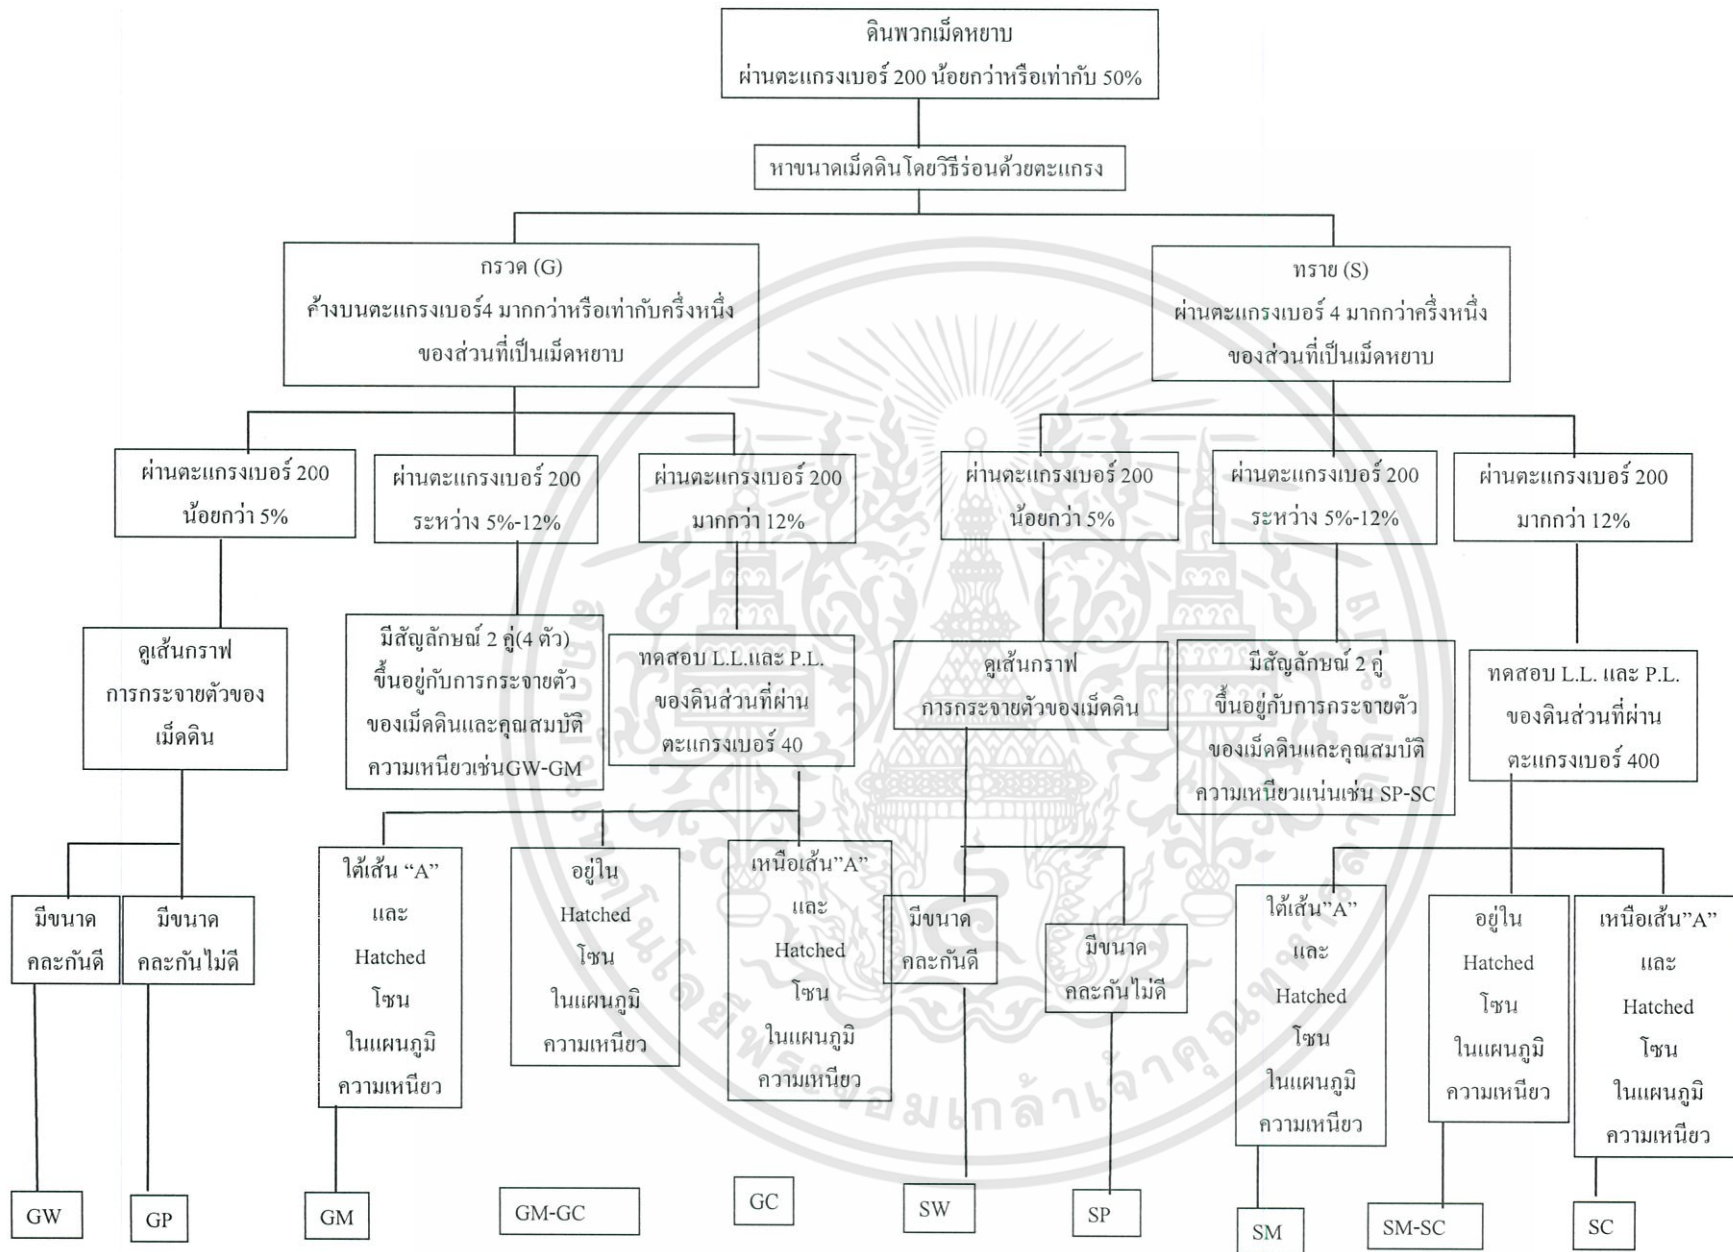 ดินพวกเม็ดหยาบ
ผ่านตะแกรงเบอร์ 200 น้อยกว่าหรือเท่ากับ 50%
หาขนาดเม็ดดินโดยวิธีร่อนด้วยตะแกรง
กรวด (G)
ค้างบนตะแกรงเบอร์4 มากกว่าหรือเท่ากับครึ่งหนึ่ง
ของส่วนที่เป็นเม็ดหยาบ
ทราย (S)
ผ่านตะแกรงเบอร์ 4 มากกว่าครึ่งหนึ่ง
ของส่วนที่เป็นเม็ดหยาบ
ผ่านตะแกรงเบอร์ 200
น้อยกว่า 5%
ผ่านตะแกรงเบอร์ 200
ระหว่าง 5%-12%
ผ่านตะแกรงเบอร์ 200
มากกว่า 12%
ผ่านตะแกรงเบอร์ 200
น้อยกว่า 5%
ผ่านตะแกรงเบอร์ 200
ระหว่าง 5%-12%
ผ่านตะแกรงเบอร์ 200
มากกว่า 12%
ดูเส้นกราฟ
การกระจายตัวของ
เม็ดดิน
มีสัญลักษณ์ 2 คู่(4 ตัว)
ขึ้นอยู่กับการกระจายตัว
ของเม็ดดินและคุณสมบัติ
ความเหนียวเช่นGW-GM
ทดสอบ L.L.และ P.L.
ของดินส่วนที่ผ่าน
ตะแกรงเบอร์ 40
ดูเส้นกราฟ
การกระจายตัวของเม็ดดิน
มีสัญลักษณ์ 2 คู่
ขึ้นอยู่กับการกระจายตัว
ของเม็ดดินและคุณสมบัติ
ความเหนียวแน่นเช่น SP-SC
ทดสอบ L.L. และ P.L.
ของดินส่วนที่ผ่าน
ตะแกรงเบอร์ 400
มีขนาด
คละกันดี
มีขนาด
คละกันไม่ดี
ใต้เส้น “A”
และ
Hatched
โซน
ในแผนภูมิ
ความเหนียว
อยู่ใน
Hatched
โซน
ในแผนภูมิ
ความเหนียว
เหนือเส้น”A”
และ
Hatched
โซน
ในแผนภูมิ
ความเหนียว
มีขนาด
คละกันดี
มีขนาด
คละกันไม่ดี
ใต้เส้น”A”
และ
Hatched
โซน
ในแผนภูมิ
ความเหนียว
อยู่ใน
Hatched
โซน
ในแผนภูมิ
ความเหนียว
เหนือเส้น”A”
และ
Hatched
โซน
ในแผนภูมิ
ความเหนียว
GW
GP
GM
GM-GC
GC
SW
SP
SM
SM-SC
SC